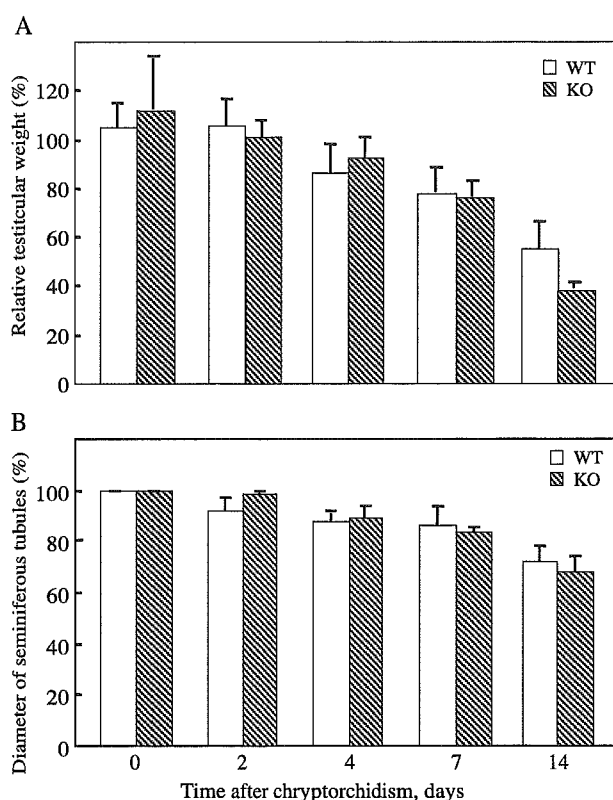 A
Relative testitcular weight (%)
120
100
80
60
40
20
0
WT
KO
B
Diameter of seminiferous tubules (%)
100
80
60
40
20
0
WT
KO
0 2 4 7 14
Time after chryptorchidism, days